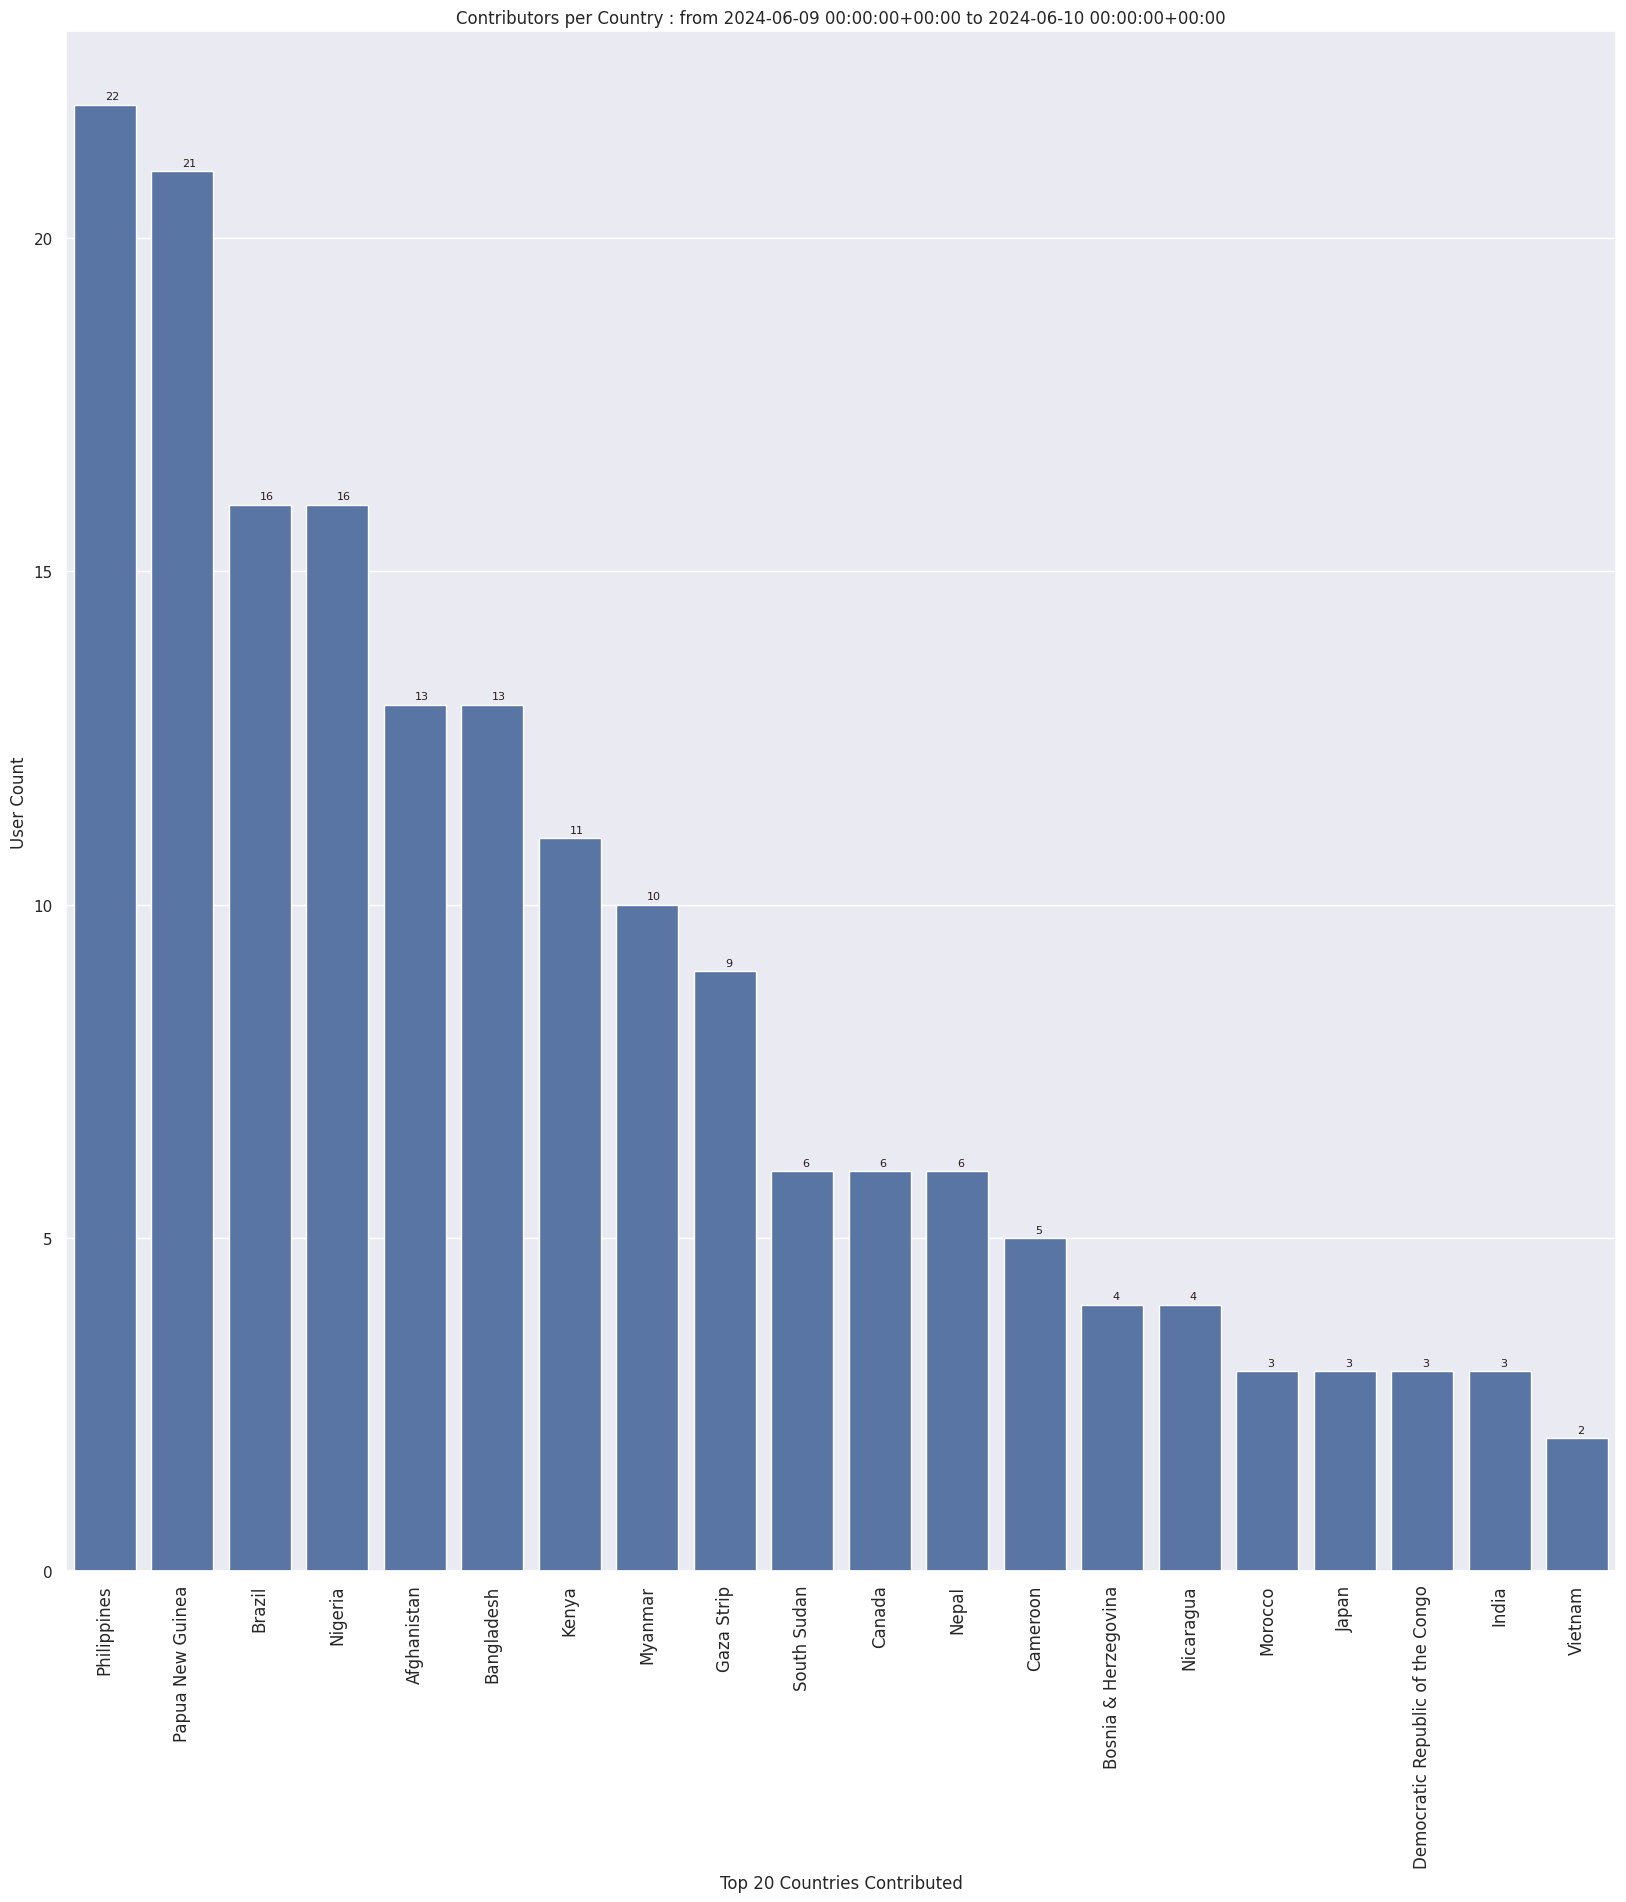 Contributors per Country : from 2024-06-09 00:00:00+00:00 to 2024-06-10 00:00:00+00:00
User Count
20
15
10
5
0
22
21
16
16
13
13
11
10
9
6
6
6
5
4
4
3
3
3
3
2
Philippines
Papua New Guinea
Brazil
Nigeria
Afghanistan
Bangladesh
Kenya
Myanmar
Gaza Strip
South Sudan
Canada
Nepal
Cameroon
Bosnia & Herzegovina
Nicaragua
Morocco
Japan
Democratic Republic of the Congo
India
Vietnam
Top 20 Countries Contributed